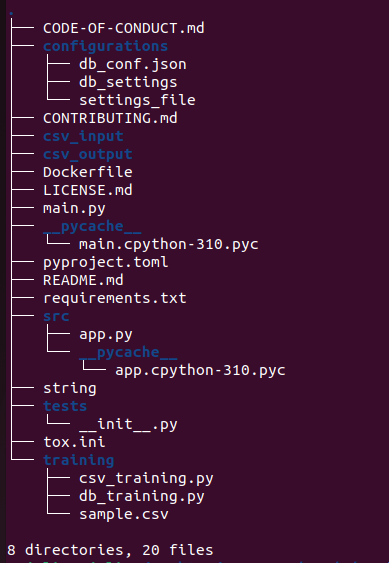 .
├── CODE-OF-CONDUCT.md
├── configurations
│   ├── db_conf.json
│   ├── db_settings
│   └── settings_file
├── CONTRIBUTING.md
├── csv_input
├── csv_output
├── Dockerfile
├── LICENSE.md
├── main.py
├── __pycache__
│   └── main.cpython-310.pyc
├── pyproject.toml
├── README.md
├── requirements.txt
├── src
│   ├── app.py
│   └── __pycache__
│       └── app.cpython-310.pyc
├── string
├── tests
│   └── __init__.py
├── tox.ini
└── training
    ├── csv_training.py
    ├── db_training.py
    └── sample.csv

8 directories, 20 files